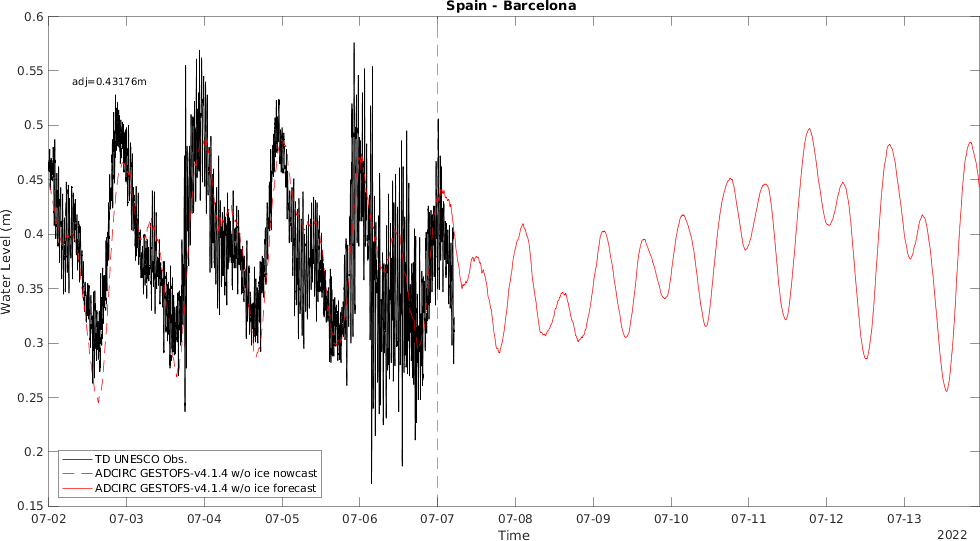 Spain - Barcelona
0.6
0.55
0.5
0.45
0.4
0.35
0.3
0.25
0.2
0.15
Water Level (m)
adj=0.43176m
TD UNESCO Obs.
ADCIRC GESTOFS-v4.1.4 w/o ice nowcast
ADCIRC GESTOFS-v4.1.4 w/o ice forecast
07-02 07-03 07-04 07-05 07-06 07-07 07-08 07-09 07-10 07-11 07-12 07-13
Time
2022